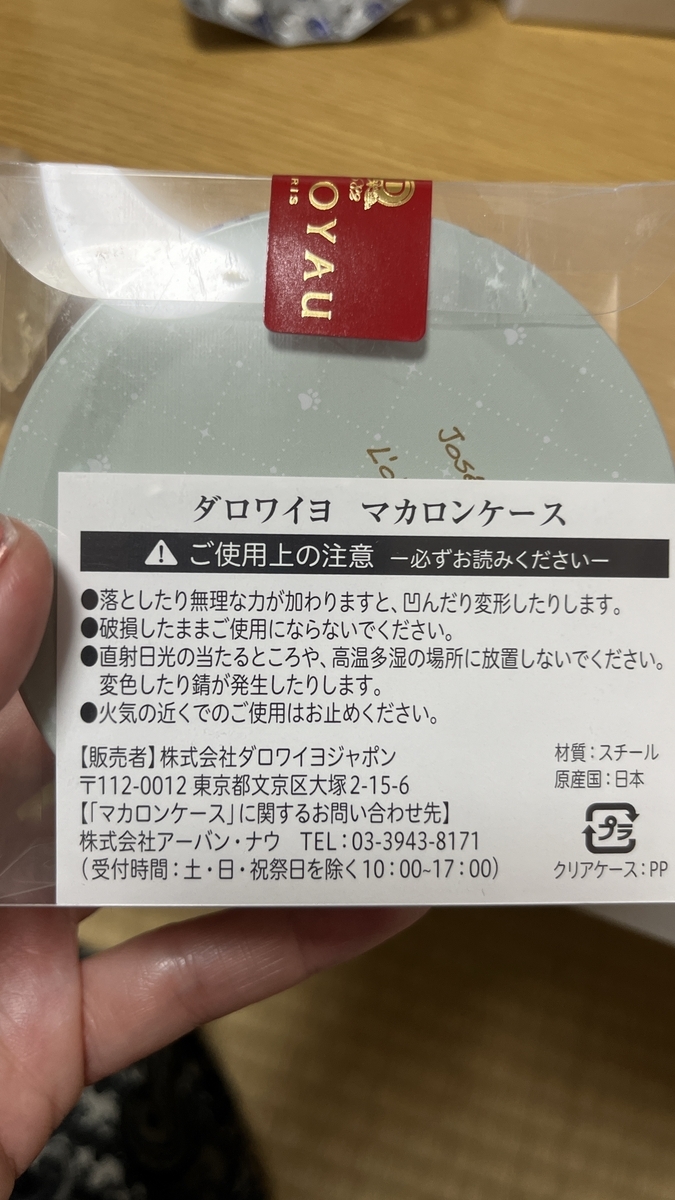 OYAU
RIS
José
L'o
ダロワイヨ マカロンケース
ご使用上の注意 ー必ずお読みくださいー
●落としたり無理な力が加わりますと、凹んだり変形したりします。
●破損したままご使用にならないでください。
●直射日光の当たるところや、高温多湿の場所に放置しないでください。
変色したり錆が発生したりします。
●火気の近くでのご使用はお止めください。
【販売者】株式会社ダロワイヨジャポン
〒112-0012 東京都文京区大塚2-15-6
【「マカロンケース」に関するお問い合わせ先】
株式会社アーバン・ナウ TEL:03-3943-8171
(受付時間:土・日・祝祭日を除く10:00~17:00)
材質:スチール
原産国:日本
プラ
クリアケース:PP